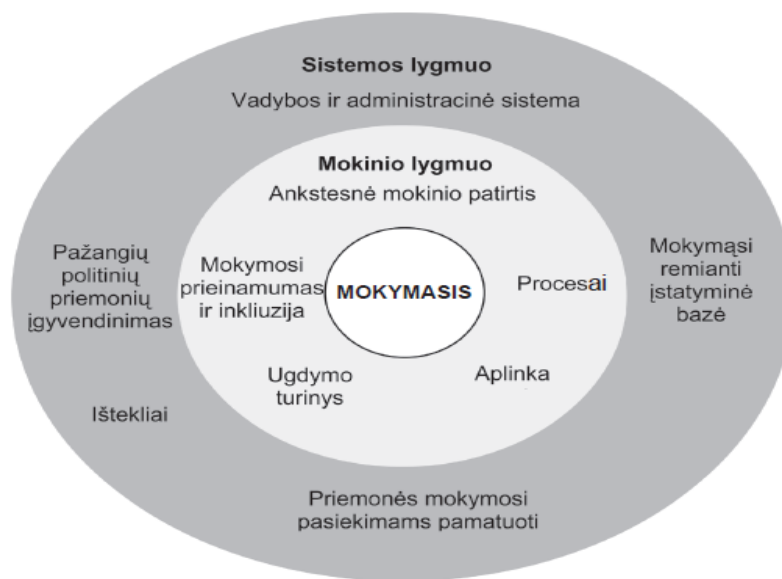 Sistemos lygmuo
Vadybos ir administracinė sistema
Mokinio lygmuo
Ankstesnė mokinio patirtis
Pažangių
politinių
priemonių
įgyvendinimas
Mokymosi
prieinamumas
ir inkliuzija
MOKYMASIS
Procesai
Mokymąsi
remianti
įstatyminė
bazė
Ugdymo
turinys
Aplinka
Ištekliai
Priemonės mokymosi
pasiekimams pamatuoti